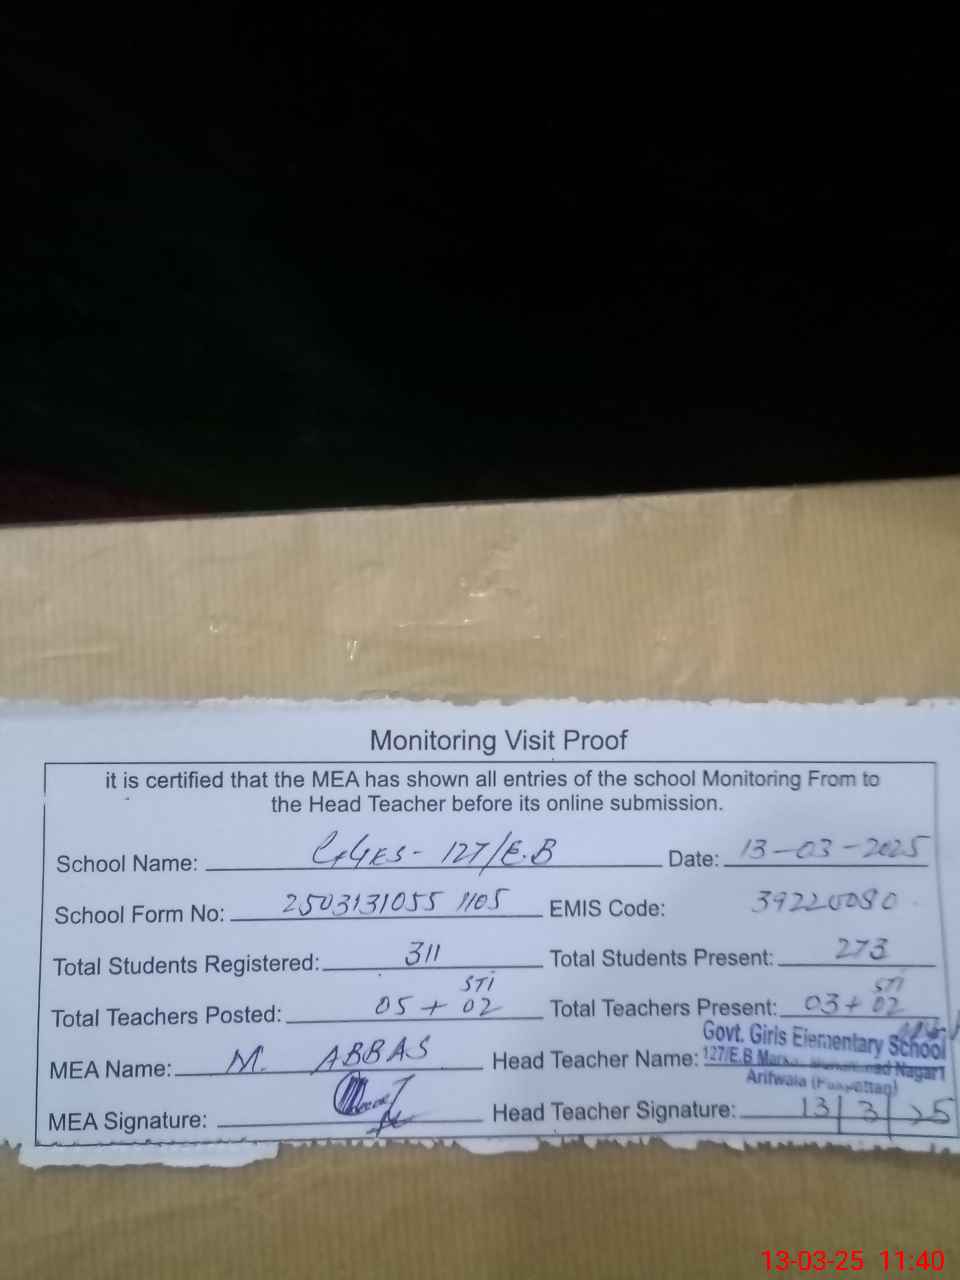 Monitoring Visit Proof
it is certified that the MEA has shown all entries of the school Monitoring From to
the Head Teacher before its online submission.
School Name: GGES - 127/E.B Date: 13-03-2025
School Form No: 2503131055 1105 EMIS Code: 39220080
Total Students Registered: 311 Total Students Present: 273
STI STI
Total Teachers Posted: 05 + 02 Total Teachers Present: 03 + 02
Govt. Girls Elementary School
MEA Name: M. ABBAS Head Teacher Name: 127/E.B Nagar
Arifwala (Pakpattan)
MEA Signature: Head Teacher Signature: 13/3/25
13-03-25 11:40